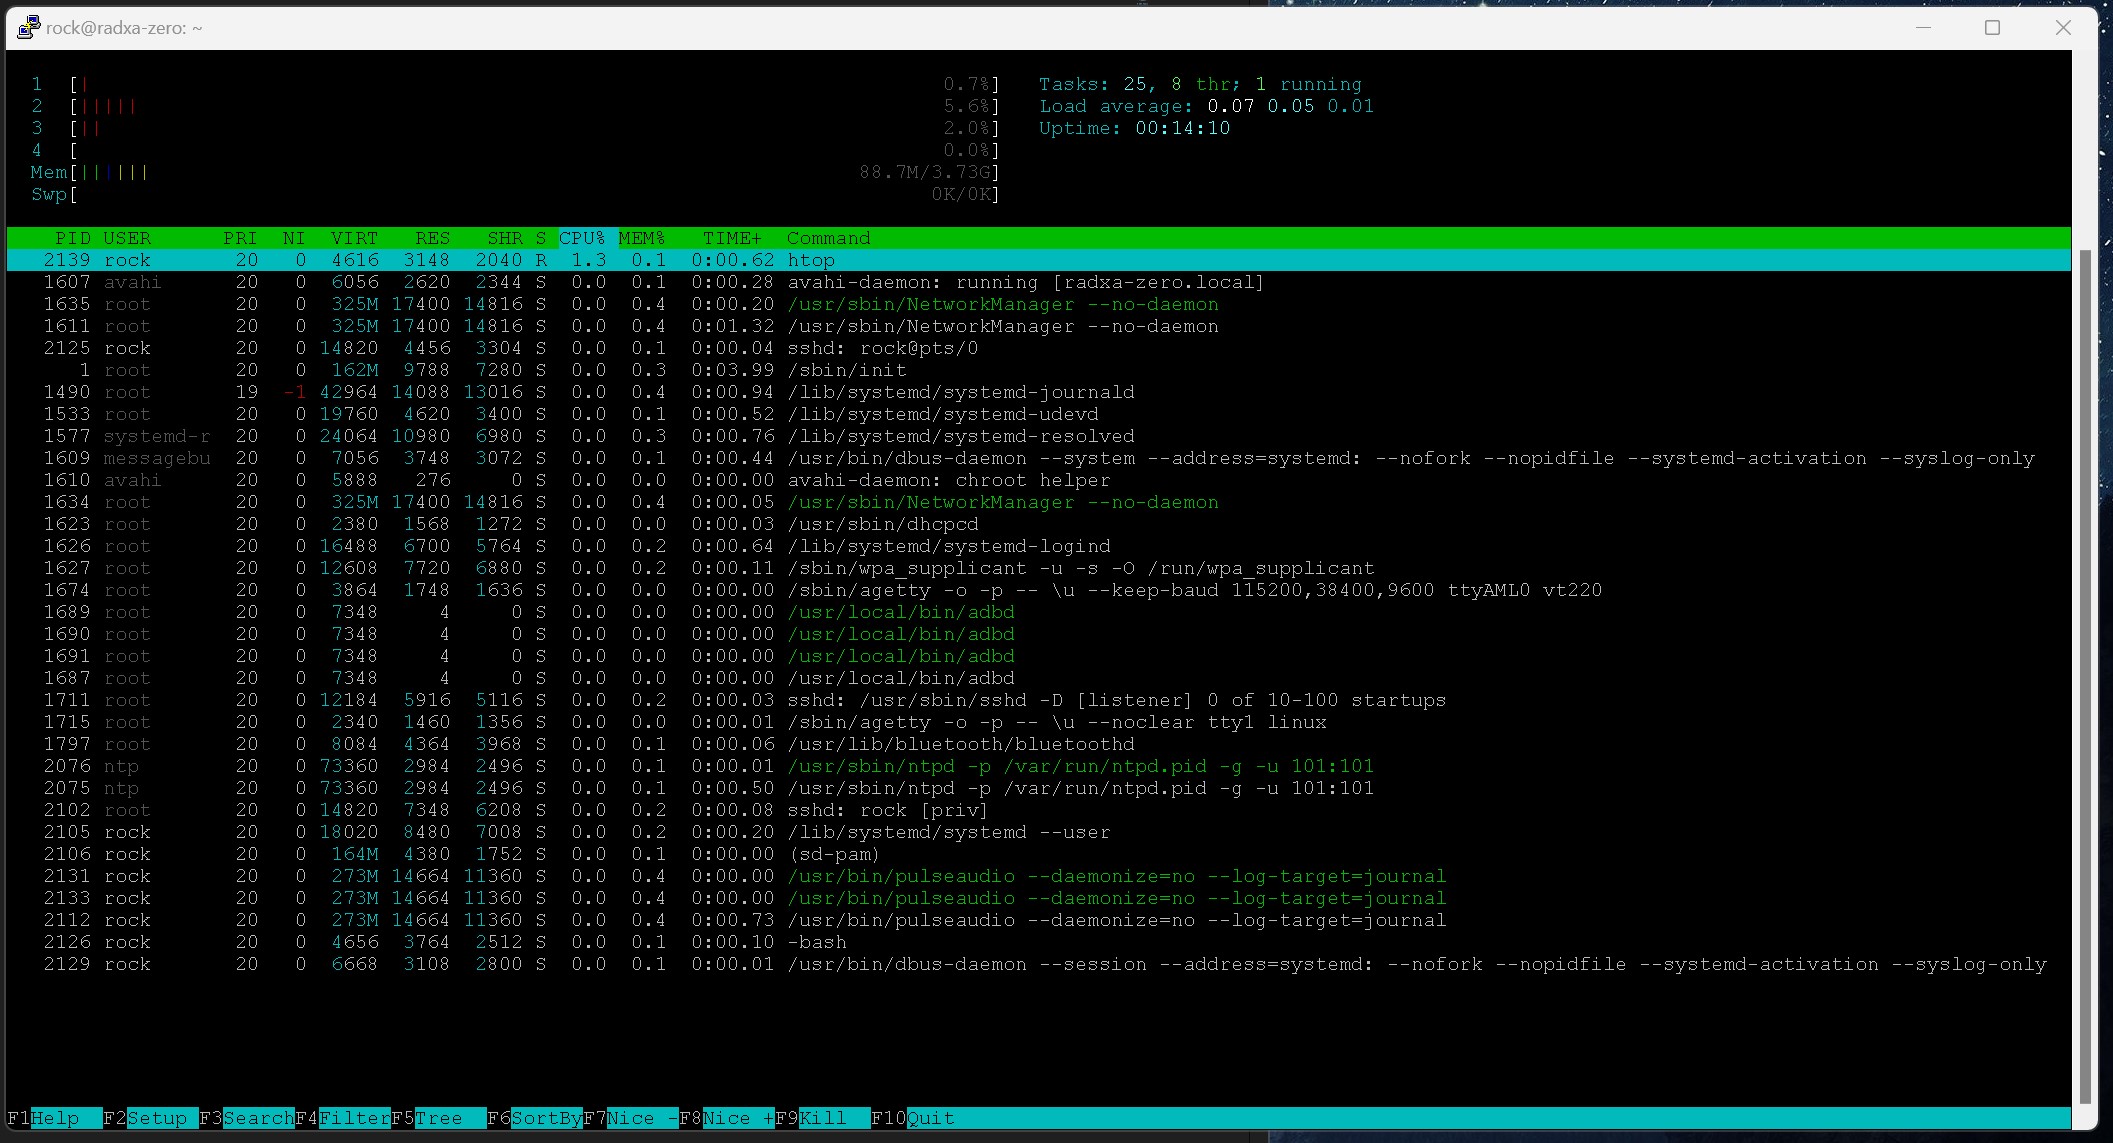 rock@radxa-zero: ~
1 [| 0.7%] Tasks: 25, 8 thr; 1 running
2 [||||| 5.6%] Load average: 0.07 0.05 0.01
3 [|| 2.0%] Uptime: 00:14:10
4 [ 0.0%]
Mem[|||||| 88.7M/3.73G]
Swp[ 0K/0K]
PID USER PRI NI VIRT RES SHR S CPU% MEM% TIME+ Command
2139 rock 20 0 4616 3148 2040 R 1.3 0.1 0:00.62 htop
1607 avahi 20 0 6056 2620 2344 S 0.0 0.1 0:00.28 avahi-daemon: running [radxa-zero.local]
1635 root 20 0 325M 17400 14816 S 0.0 0.4 0:00.20 /usr/sbin/NetworkManager --no-daemon
1611 root 20 0 325M 17400 14816 S 0.0 0.4 0:01.32 /usr/sbin/NetworkManager --no-daemon
2125 rock 20 0 14820 4456 3304 S 0.0 0.1 0:00.04 sshd: rock@pts/0
1 root 20 0 162M 9788 7280 S 0.0 0.3 0:03.99 /sbin/init
1490 root 19 -1 42964 14088 13016 S 0.0 0.4 0:00.94 /lib/systemd/systemd-journald
1533 root 20 0 19760 4620 3400 S 0.0 0.1 0:00.52 /lib/systemd/systemd-udevd
1577 systemd-r 20 0 24064 10980 6980 S 0.0 0.3 0:00.76 /lib/systemd/systemd-resolved
1609 messagebu 20 0 7056 3748 3072 S 0.0 0.1 0:00.44 /usr/bin/dbus-daemon --system --address=systemd: --nofork --nopidfile --systemd-activation --syslog-only
1610 avahi 20 0 5888 276 0 S 0.0 0.0 0:00.00 avahi-daemon: chroot helper
1634 root 20 0 325M 17400 14816 S 0.0 0.4 0:00.05 /usr/sbin/NetworkManager --no-daemon
1623 root 20 0 2380 1568 1272 S 0.0 0.0 0:00.03 /usr/sbin/dhcpcd
1626 root 20 0 16488 6700 5764 S 0.0 0.2 0:00.64 /lib/systemd/systemd-logind
1627 root 20 0 12608 7720 6880 S 0.0 0.2 0:00.11 /sbin/wpa_supplicant -u -s -O /run/wpa_supplicant
1674 root 20 0 3864 1748 1636 S 0.0 0.0 0:00.00 /sbin/agetty -o -p -- \u --keep-baud 115200,38400,9600 ttyAML0 vt220
1689 root 20 0 7348 4 0 S 0.0 0.0 0:00.00 /usr/local/bin/adbd
1690 root 20 0 7348 4 0 S 0.0 0.0 0:00.00 /usr/local/bin/adbd
1691 root 20 0 7348 4 0 S 0.0 0.0 0:00.00 /usr/local/bin/adbd
1687 root 20 0 7348 4 0 S 0.0 0.0 0:00.00 /usr/local/bin/adbd
1711 root 20 0 12184 5916 5116 S 0.0 0.2 0:00.03 sshd: /usr/sbin/sshd -D [listener] 0 of 10-100 startups
1715 root 20 0 2340 1460 1356 S 0.0 0.0 0:00.01 /sbin/agetty -o -p -- \u --noclear tty1 linux
1797 root 20 0 8084 4364 3968 S 0.0 0.1 0:00.06 /usr/lib/bluetooth/bluetoothd
2076 ntp 20 0 73360 2984 2496 S 0.0 0.1 0:00.01 /usr/sbin/ntpd -p /var/run/ntpd.pid -g -u 101:101
2075 ntp 20 0 73360 2984 2496 S 0.0 0.1 0:00.50 /usr/sbin/ntpd -p /var/run/ntpd.pid -g -u 101:101
2102 root 20 0 14820 7348 6208 S 0.0 0.2 0:00.08 sshd: rock [priv]
2105 rock 20 0 18020 8480 7008 S 0.0 0.2 0:00.20 /lib/systemd/systemd --user
2106 rock 20 0 164M 4380 1752 S 0.0 0.1 0:00.00 (sd-pam)
2131 rock 20 0 273M 14664 11360 S 0.0 0.4 0:00.00 /usr/bin/pulseaudio --daemonize=no --log-target=journal
2133 rock 20 0 273M 14664 11360 S 0.0 0.4 0:00.00 /usr/bin/pulseaudio --daemonize=no --log-target=journal
2112 rock 20 0 273M 14664 11360 S 0.0 0.4 0:00.73 /usr/bin/pulseaudio --daemonize=no --log-target=journal
2126 rock 20 0 4656 3764 2512 S 0.0 0.1 0:00.10 -bash
2129 rock 20 0 6668 3108 2800 S 0.0 0.1 0:00.01 /usr/bin/dbus-daemon --session --address=systemd: --nofork --nopidfile --systemd-activation --syslog-only
F1Help F2Setup F3SearchF4FilterF5Tree F6SortByF7Nice -F8Nice +F9Kill F10Quit